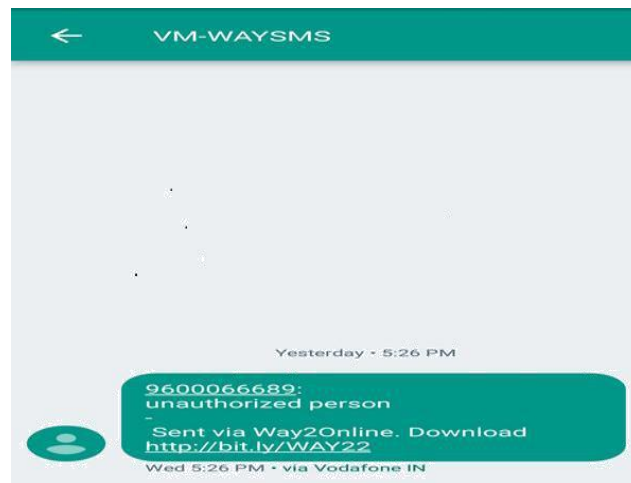 VM-WAYSMS
Yesterday • 5:26 PM
9600066689:
unauthorized person
-
Sent via Way2Online. Download
http://bit.ly/WAY22
Wed 5:26 PM • via Vodafone IN